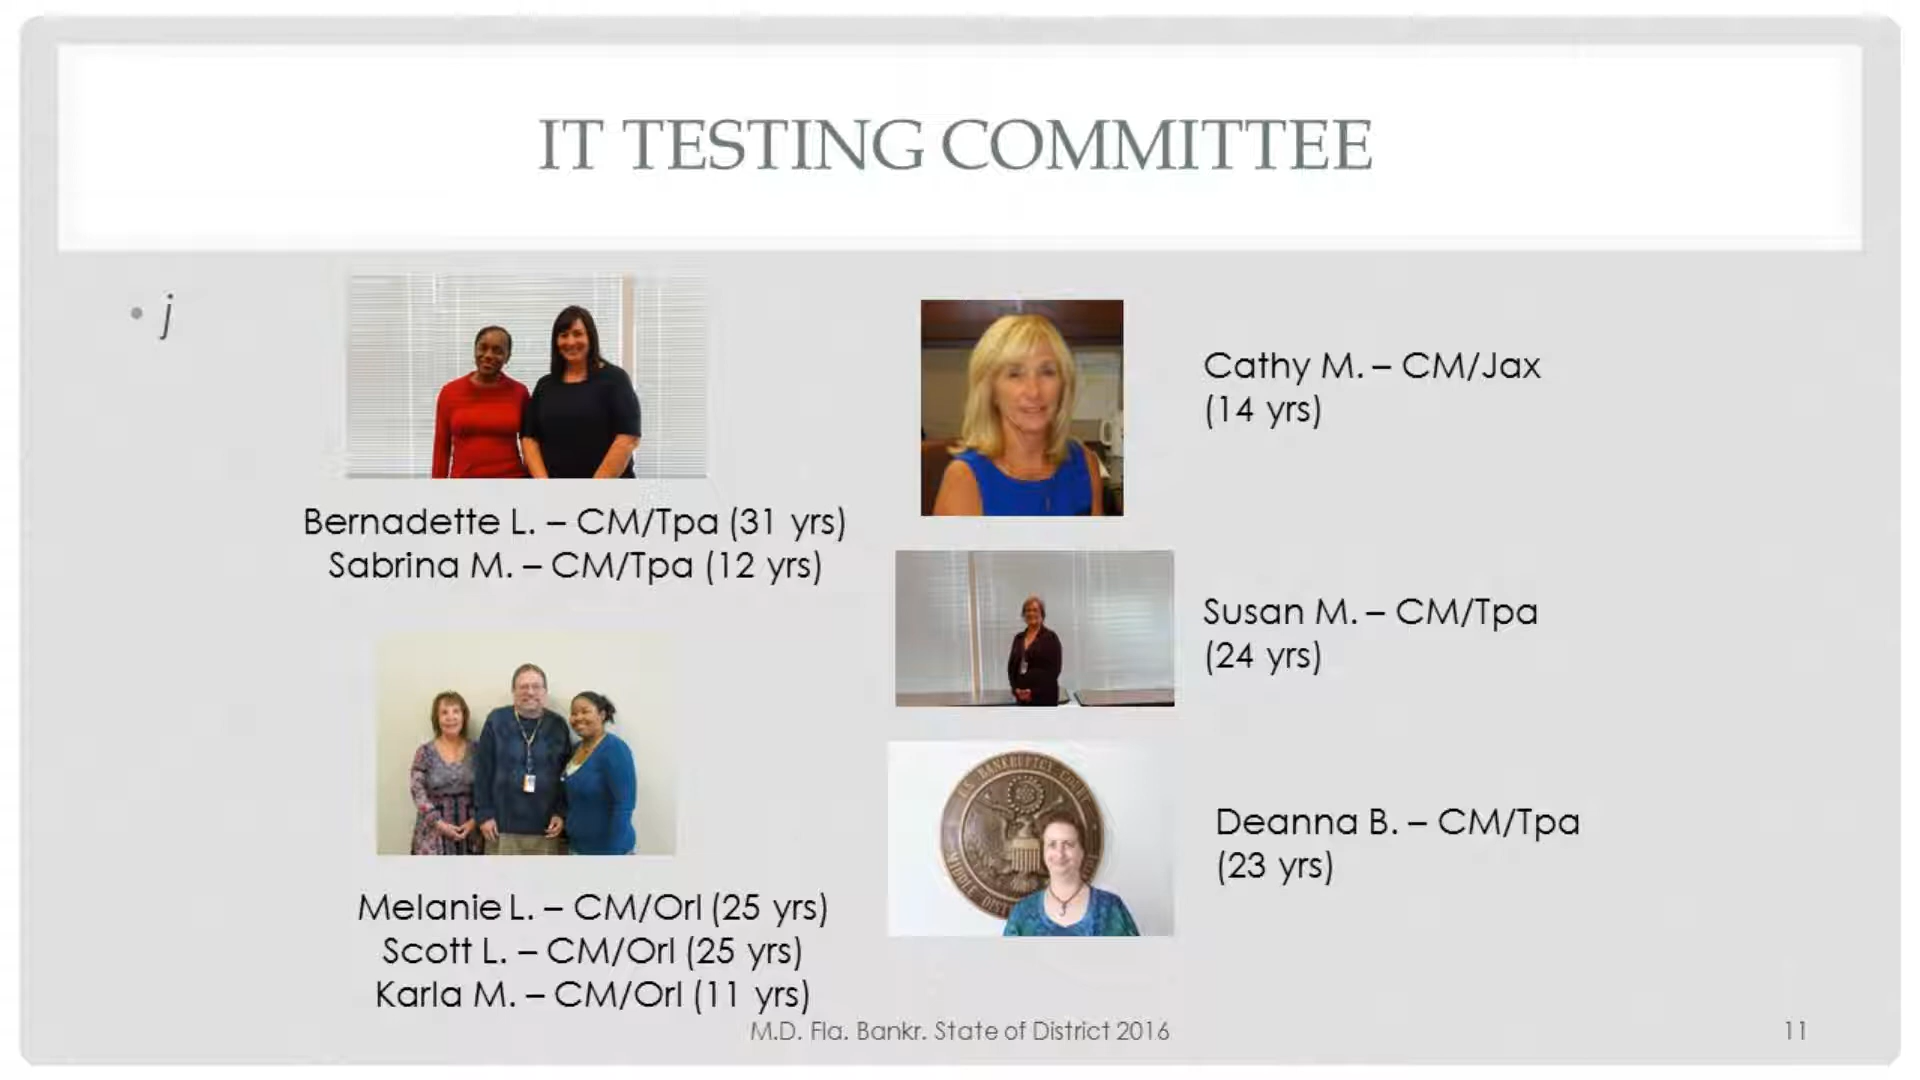 IT TESTING COMMITTEE
• j
Bernadette L. – CM/Tpa (31 yrs)
Sabrina M. – CM/Tpa (12 yrs)
Melanie L. – CM/Orl (25 yrs)
Scott L. – CM/Orl (25 yrs)
Karla M. – CM/Orl (11 yrs)
Cathy M. – CM/Jax
(14 yrs)
Susan M. – CM/Tpa
(24 yrs)
BANKRUPTCY
MIDDLE
Deanna B. – CM/Tpa
(23 yrs)
M.D. Fla. Bankr. State of District 2016
11